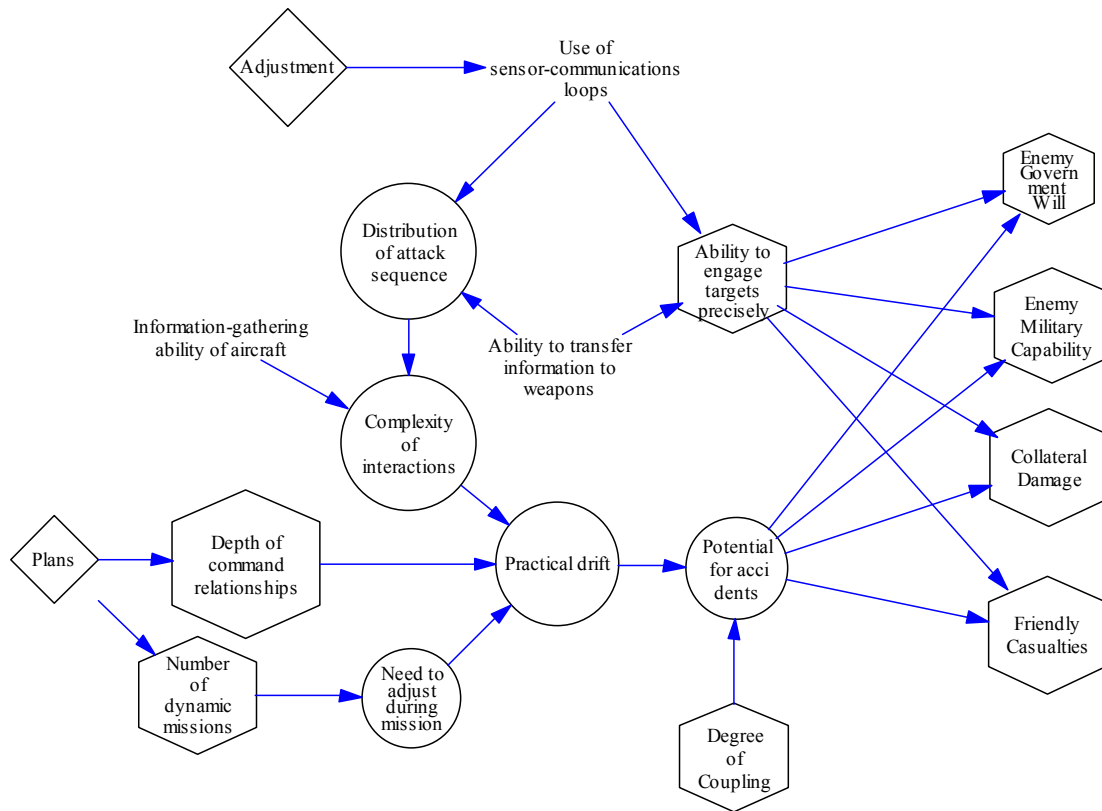 Adjustment
Use of
sensor-communications
loops
Enemy
Govern
ment
Will
Distribution
of attack
sequence
Ability to
engage
targets
precisely
Enemy
Military
Capability
Information-gathering
ability of aircraft
Ability to transfer
information to
weapons
Complexity
of
interactions
Collateral
Damage
Plans
Depth of
command
relationships
Practical drift
Potential
for acci
dents
Friendly
Casualties
Number
of
dynamic
missions
Need to
adjust
during
mission
Degree
of
Coupling